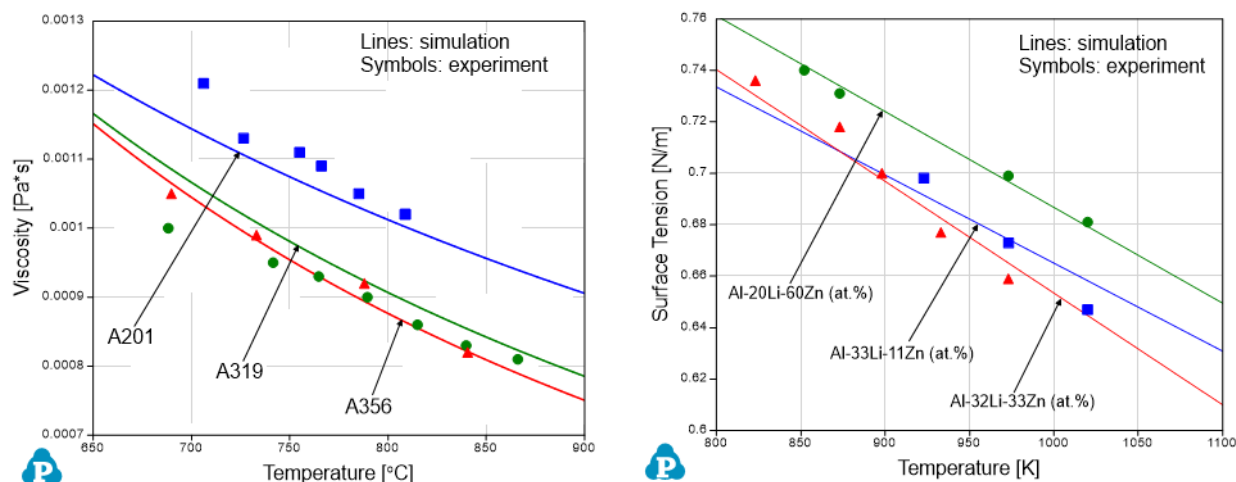 0.0013
0.0012
0.0011
0.001
0.0009
0.0008
0.0007
Viscosity [Pa*s]
Lines: simulation
Symbols: experiment
A201
A319
A356
650
700
750
800
850
900
Temperature [°C]
P
0.76
0.74
0.72
0.7
0.68
0.66
0.64
0.62
0.6
Surface Tension [N/m]
Lines: simulation
Symbols: experiment
Al-20Li-60Zn (at.%)
Al-33Li-11Zn (at.%)
Al-32Li-33Zn (at.%)
800
850
900
950
1000
1050
1100
Temperature [K]
P